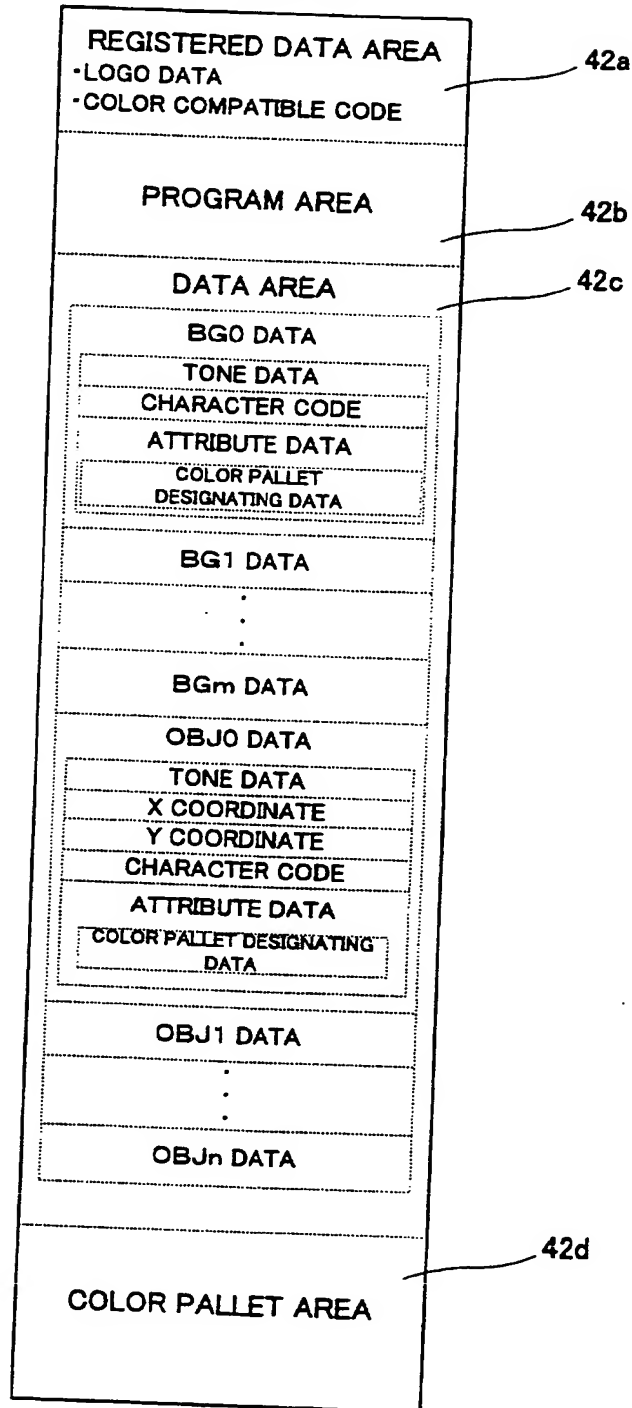 REGISTERED DATA AREA
·LOGO DATA
·COLOR COMPATIBLE CODE
42a
PROGRAM AREA
42b
DATA AREA
42c
BG0 DATA
TONE DATA
CHARACTER CODE
ATTRIBUTE DATA
COLOR PALLET
DESIGNATING DATA
BG1 DATA
BGm DATA
OBJ0 DATA
TONE DATA
X COORDINATE
Y COORDINATE
CHARACTER CODE
ATTRIBUTE DATA
COLOR PALLET DESIGNATING
DATA
OBJ1 DATA
OBJn DATA
42d
COLOR PALLET AREA